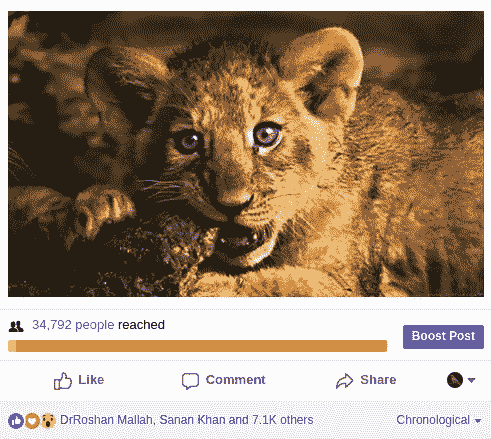 34,792 people reached
Boost Post
Like Comment Share
DrRoshan Mallah, Sanan Khan and 7.1K others Chronological